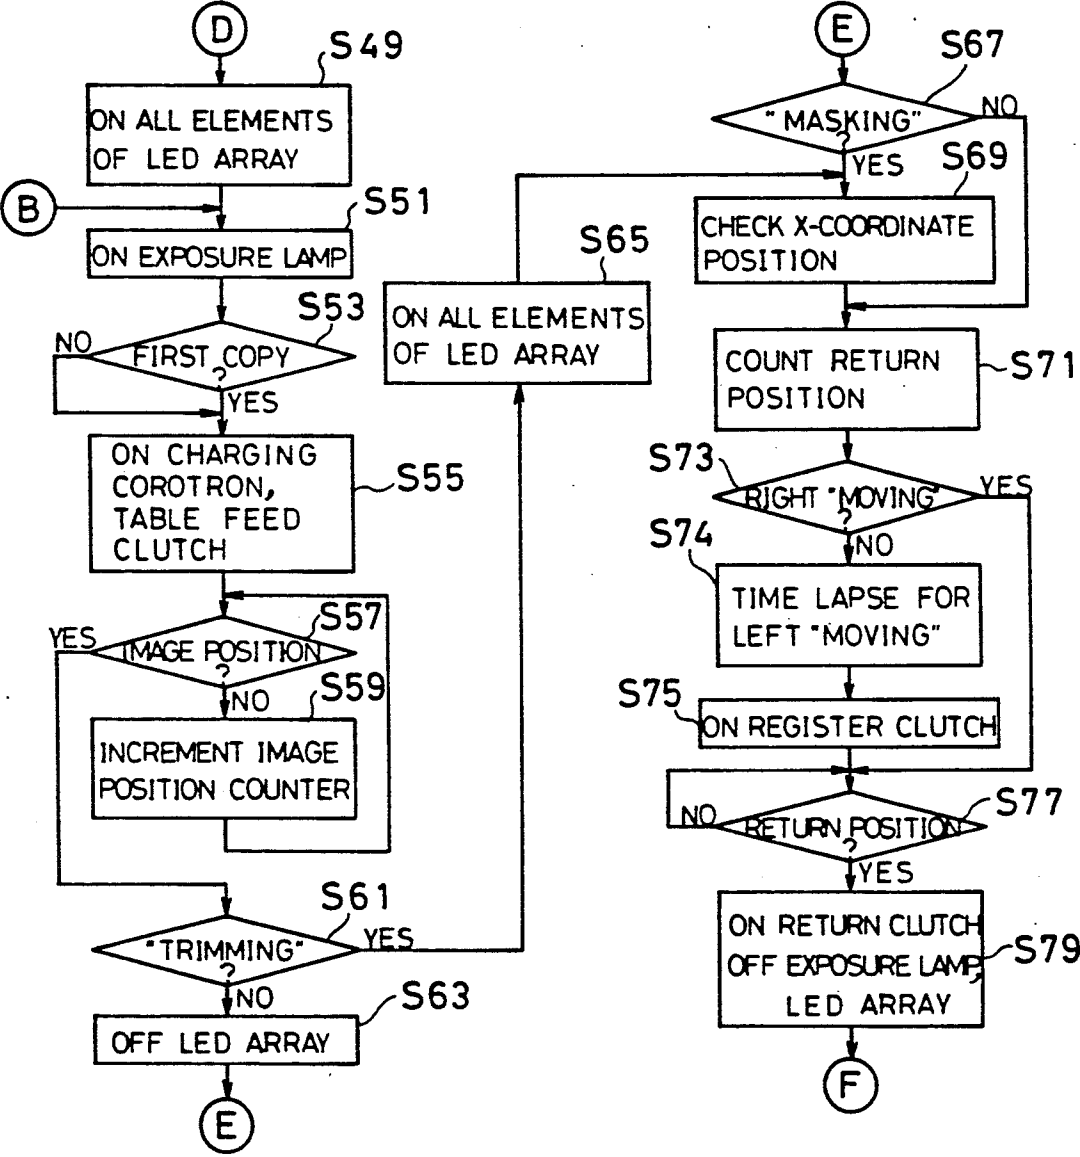 D
S49
ON ALL ELEMENTS
OF LED ARRAY
B
S51
ON EXPOSURE LAMP
S53
NO
FIRST COPY
?
YES
ON CHARGING
COROTRON,
TABLE FEED
CLUTCH
S55
S57
YES
IMAGE POSITION
?
NO
S59
INCREMENT IMAGE
POSITION COUNTER
S61
"TRIMMING"
?
YES
NO
S63
OFF LED ARRAY
E
S65
ON ALL ELEMENTS
OF LED ARRAY
E
S67
"MASKING"
?
NO
YES
S69
CHECK X-COORDINATE
POSITION
COUNT RETURN
POSITION
S71
S73
RIGHT "MOVING"
?
YES
NO
S74
TIME LAPSE FOR
LEFT "MOVING"
S75
ON REGISTER CLUTCH
S77
NO
RETURN POSITION
?
YES
ON RETURN CLUTCH
OFF EXPOSURE LAMP,
LED ARRAY
S79
F